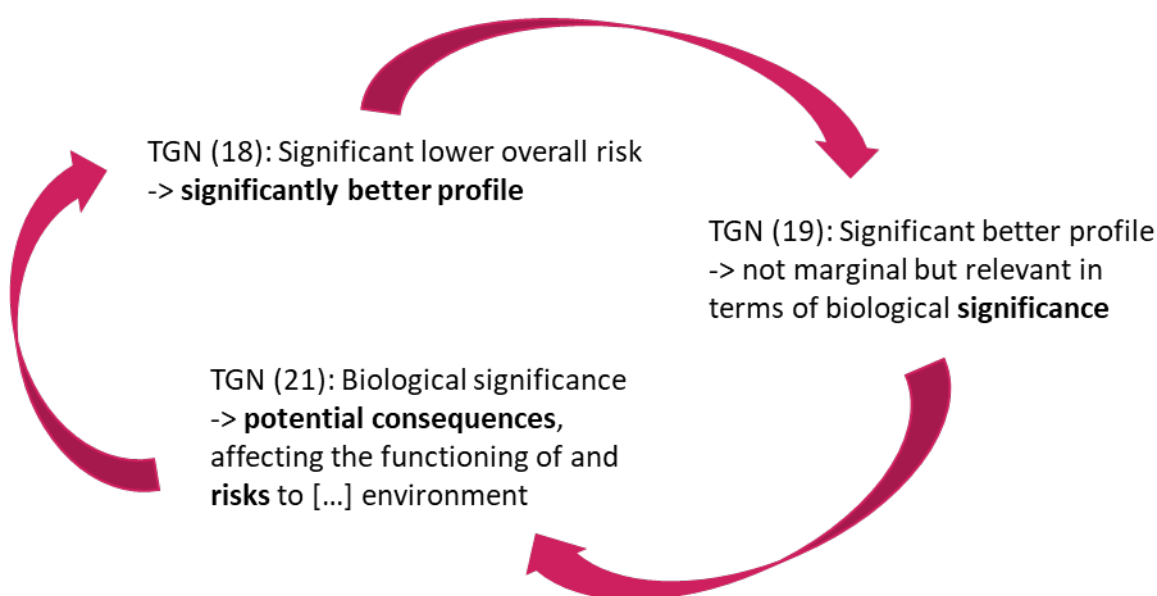 TGN (18): Significant lower overall risk
-> significantly better profile
TGN (19): Significant better profile
-> not marginal but relevant in
terms of biological significance
TGN (21): Biological significance
-> potential consequences,
affecting the functioning of and
risks to [...] environment